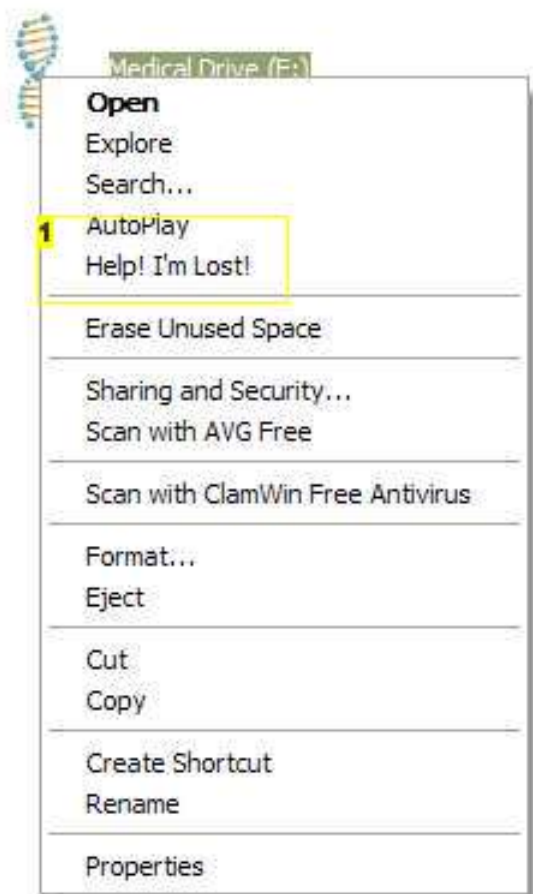 Medical Drive (E:)
Open
Explore
Search...
AutoPlay
1
Help! I'm Lost!
Erase Unused Space
Sharing and Security...
Scan with AVG Free
Scan with ClamWin Free Antivirus
Format...
Eject
Cut
Copy
Create Shortcut
Rename
Properties